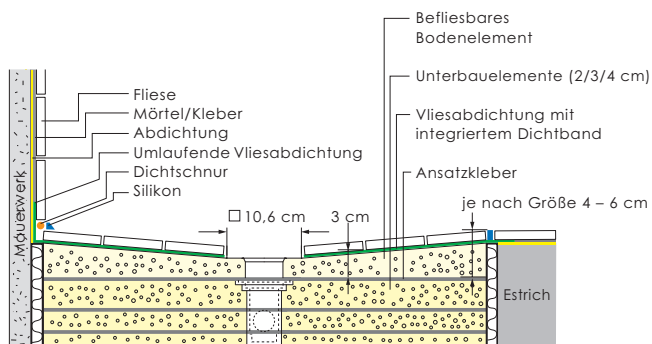 Befliesbares
Bodenelement
Unterbauelemente (2/3/4 cm)
Fliese
Mörtel/Kleber
Abdichtung
Umlaufende Vliesabdichtung
Dichtschnur
Silikon
Vliesabdichtung mit
integriertem Dichtband
Ansatzkleber
je nach Größe 4 – 6 cm
10,6 cm
3 cm
Mauerwerk
Estrich